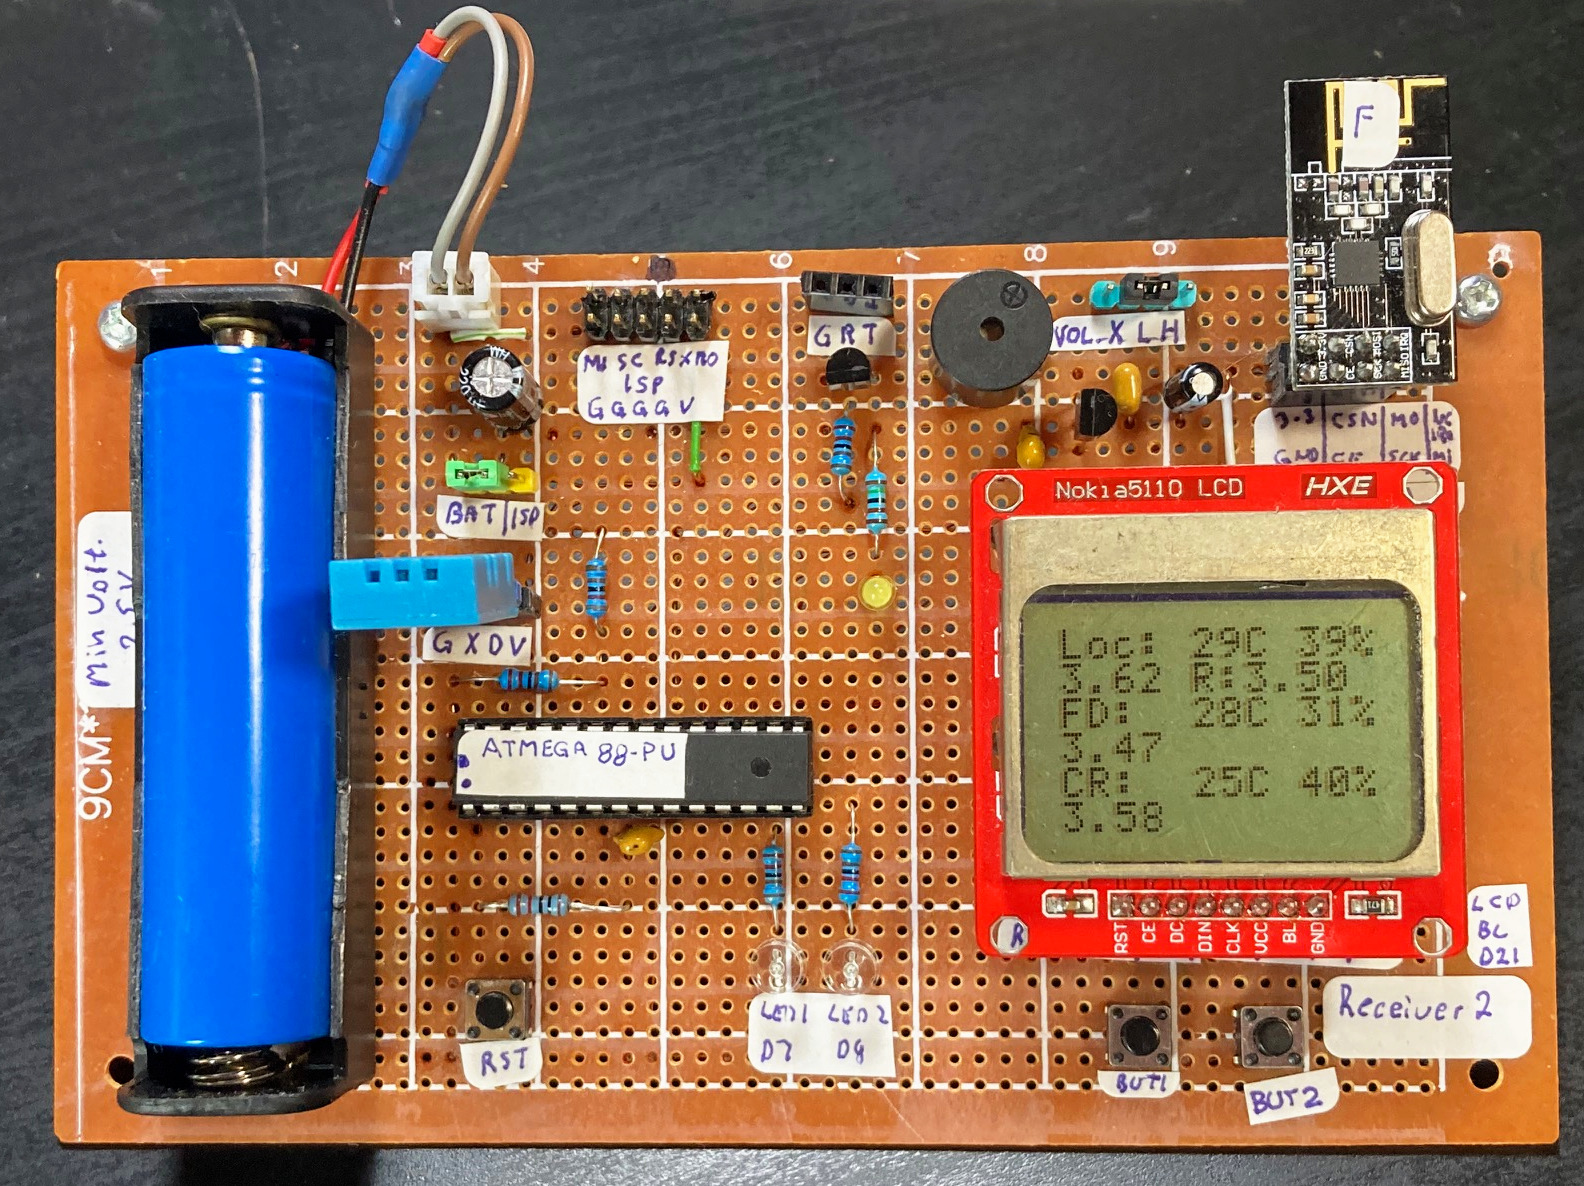 F
1 2 3 4 6 7 8 9
GRT
VOL-X LH
MI SC RS X MO
ISP
GGGGV
3.3 CSN MO
GND CE SCK MI
BAT/ISP
Nokia5110 LCD HXE
Min Volt.
GXDV
Loc: 29C 39%
3.62 R:3.50
FD: 28C 31%
3.47
CR: 25C 40%
3.58
ATMEGA 88-PU
9CM*
R
RST CE DC DIN CLK VCC BL GND
LCD
BL
D21
Receiver 2
LED1 LED2
D7 D8
RST
BUT1
BUT2